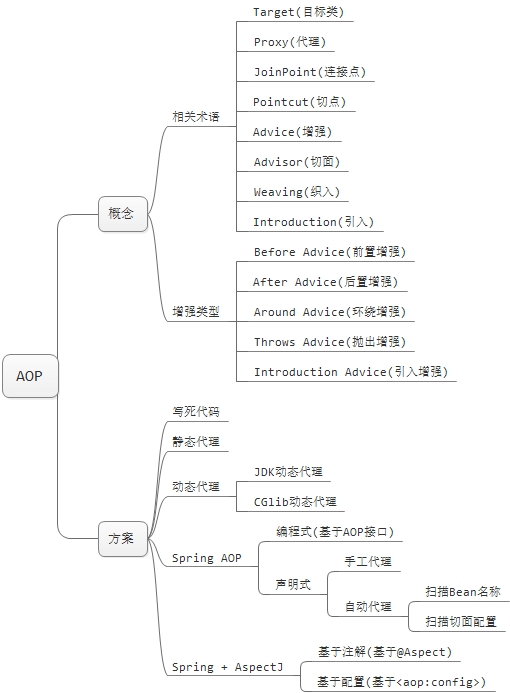 AOP
概念
相关术语
Target(目标类)
Proxy(代理)
JoinPoint(连接点)
Pointcut(切点)
Advice(增强)
Advisor(切面)
Weaving(织入)
Introduction(引入)
增强类型
Before Advice(前置增强)
After Advice(后置增强)
Around Advice(环绕增强)
Throws Advice(抛出增强)
Introduction Advice(引入增强)
方案
写死代码
静态代理
动态代理
JDK动态代理
CGlib动态代理
Spring AOP
编程式(基于AOP接口)
声明式
手工代理
自动代理
扫描Bean名称
扫描切面配置
Spring + AspectJ
基于注解(基于@Aspect)
基于配置(基于<aop:config>)